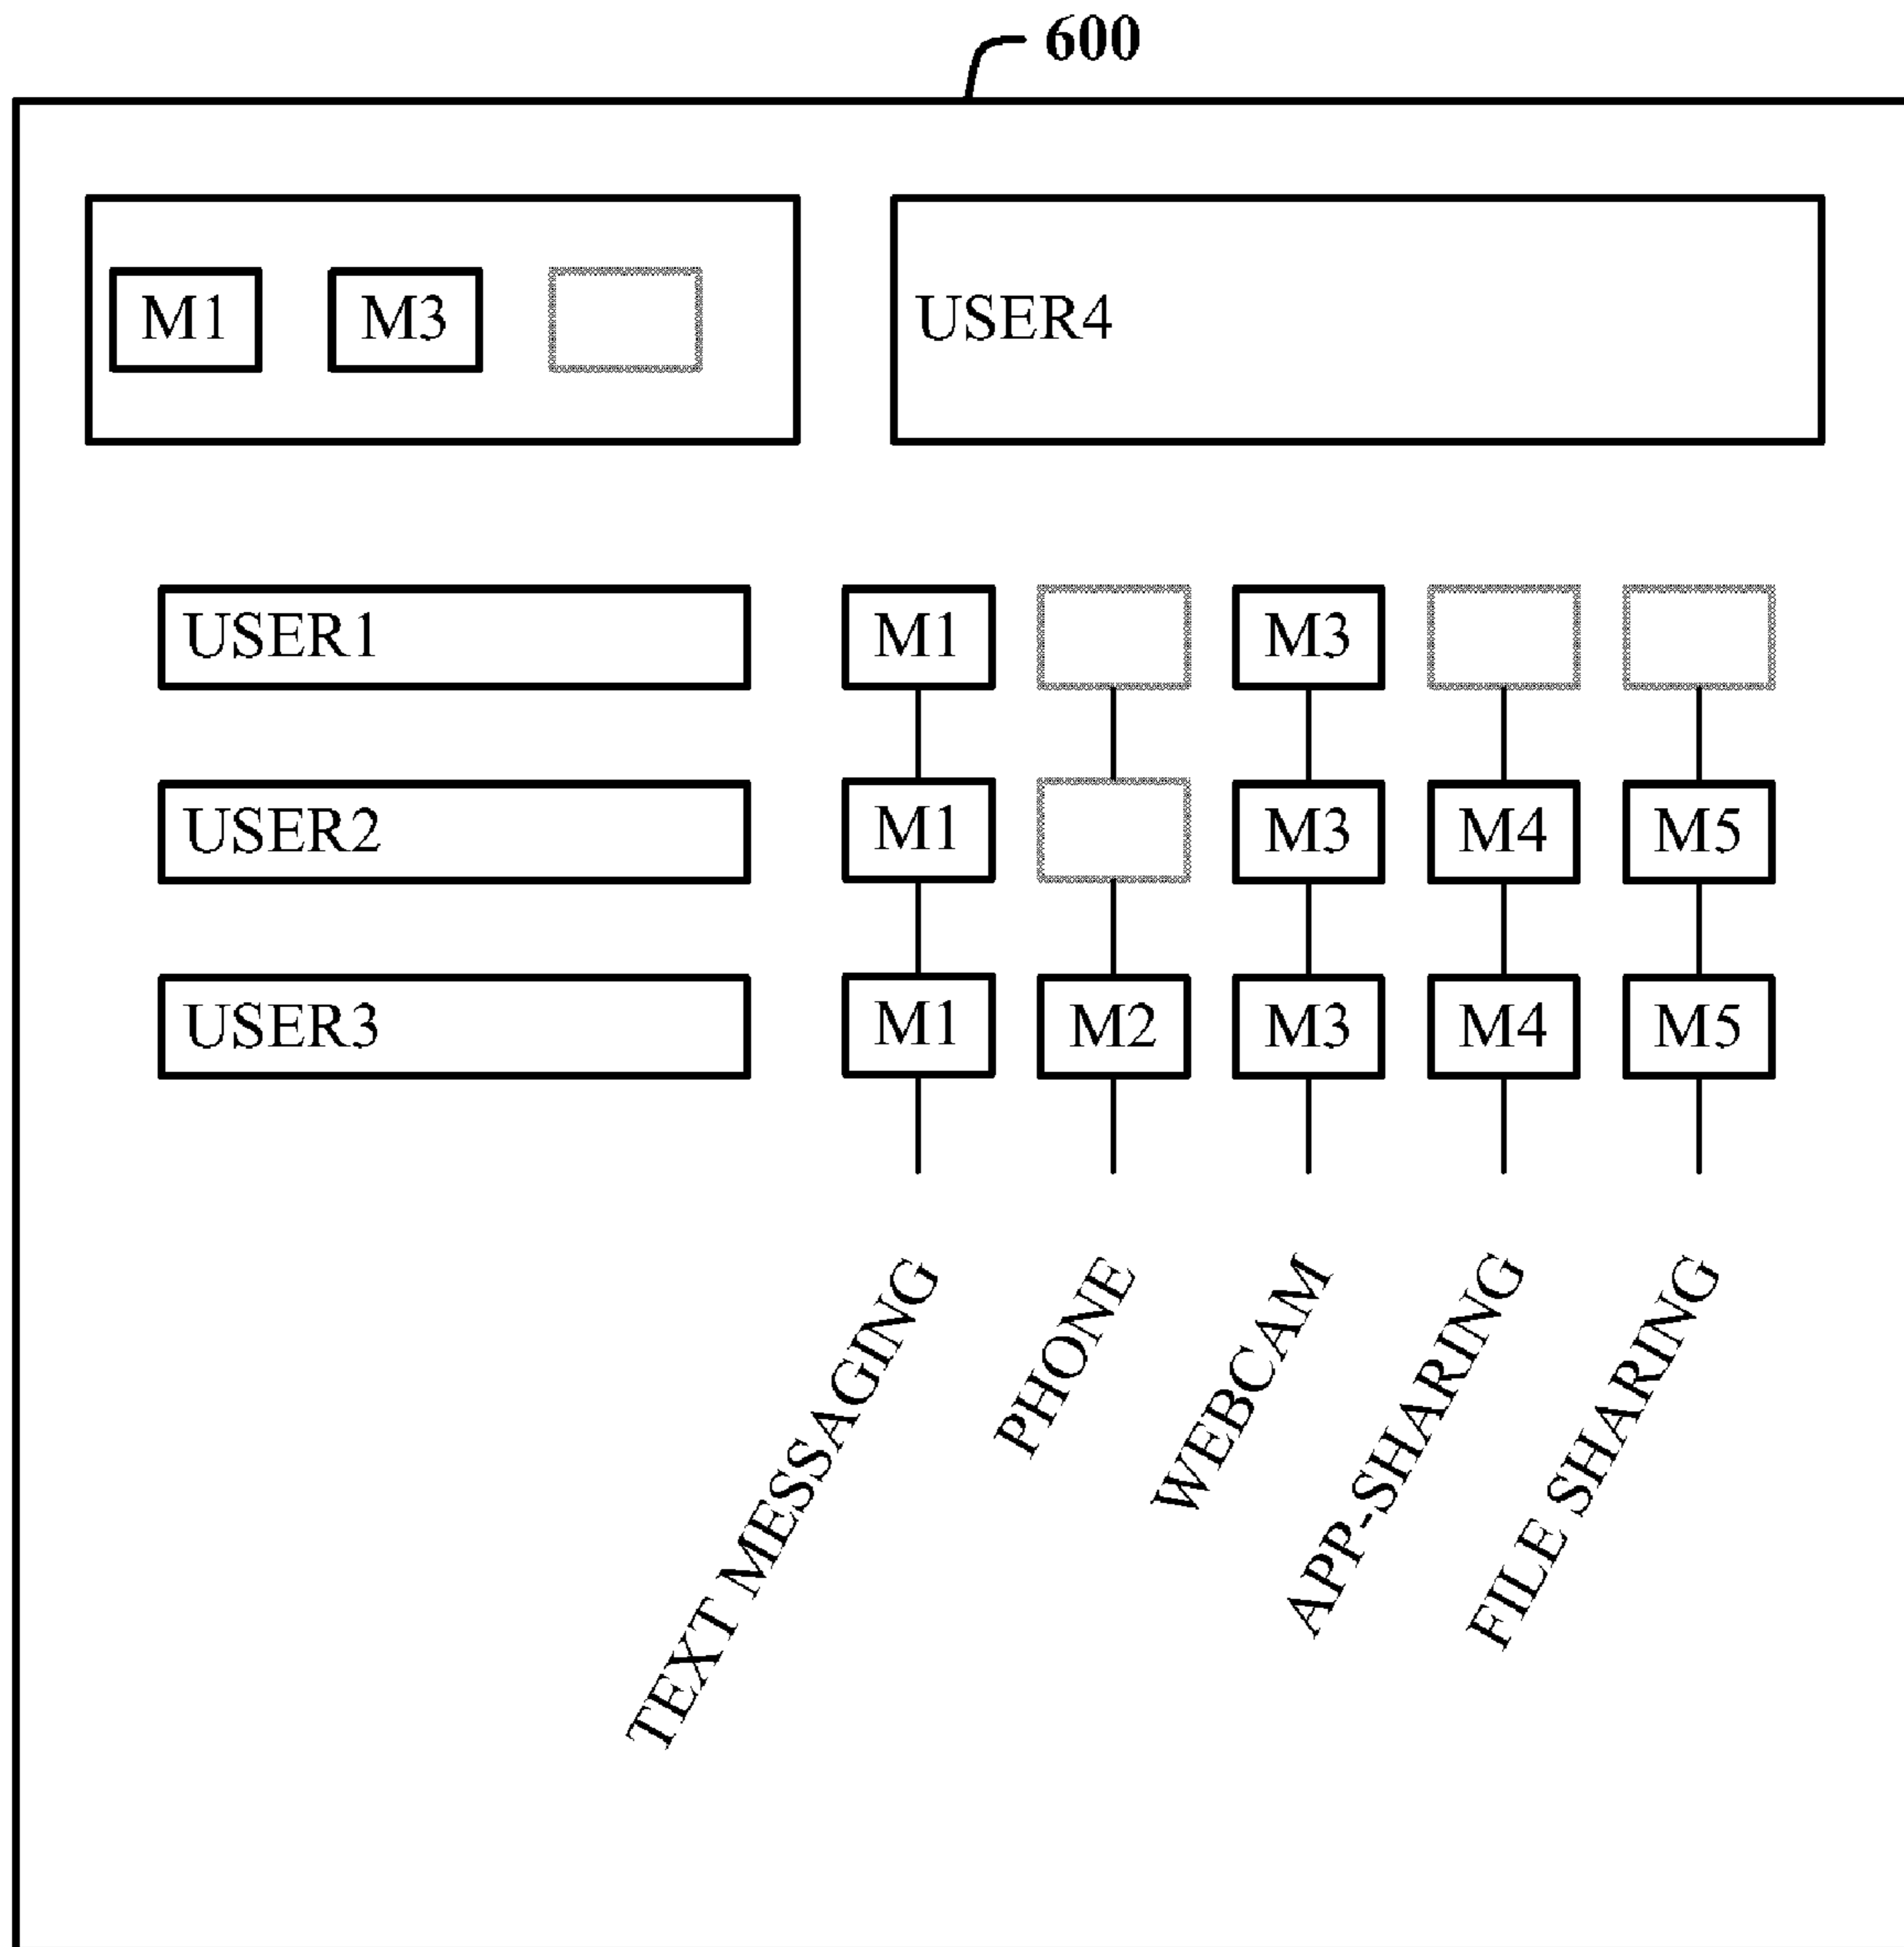 600
M1 M3 USER4
USER1 M1 M3
USER2 M1 M3 M4 M5
USER3 M1 M2 M3 M4 M5
TEXT MESSAGING
PHONE
WEBCAM
APP-SHARING
FILE SHARING